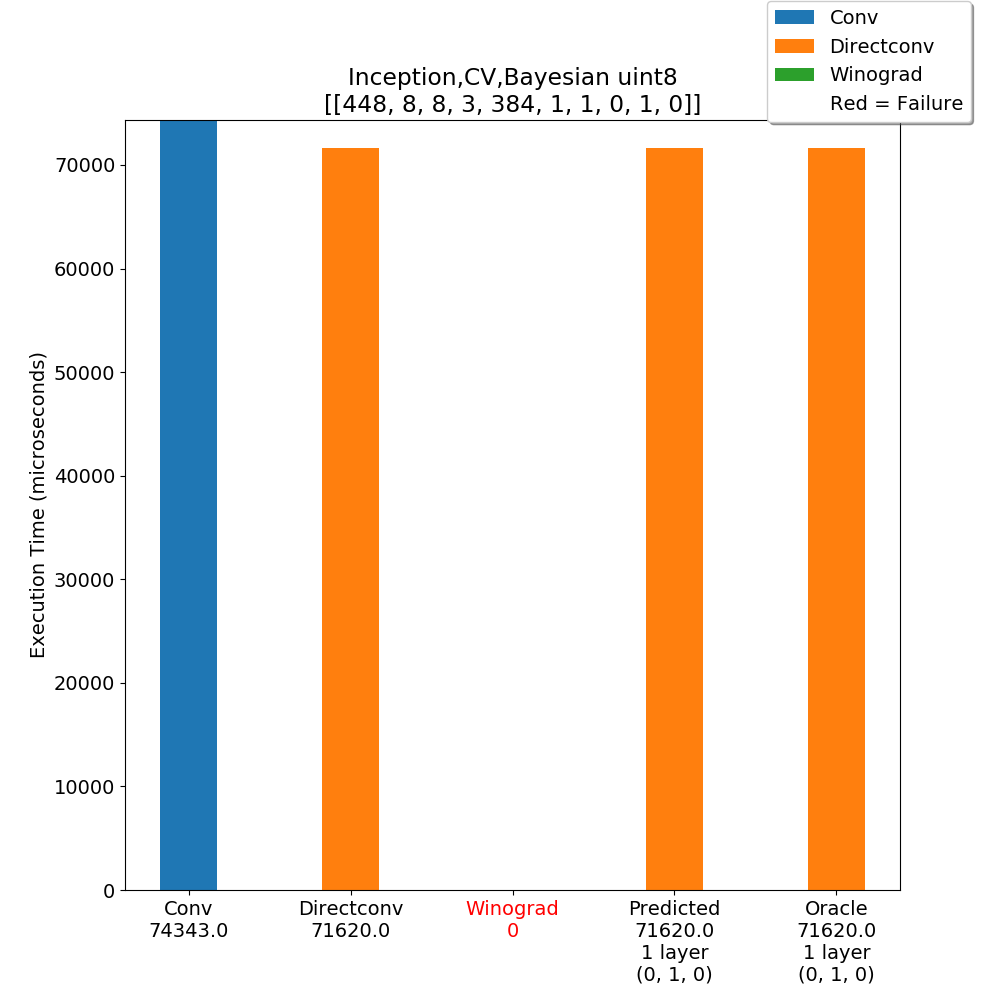 Conv
Directconv
Winograd
Red = Failure
Inception,CV,Bayesian uint8
[[448, 8, 8, 3, 384, 1, 1, 0, 1, 0]]
Execution Time (microseconds)
70000
60000
50000
40000
30000
20000
10000
0
Conv
74343.0
Directconv
71620.0
Winograd
0
Predicted
71620.0
1 layer
(0, 1, 0)
Oracle
71620.0
1 layer
(0, 1, 0)